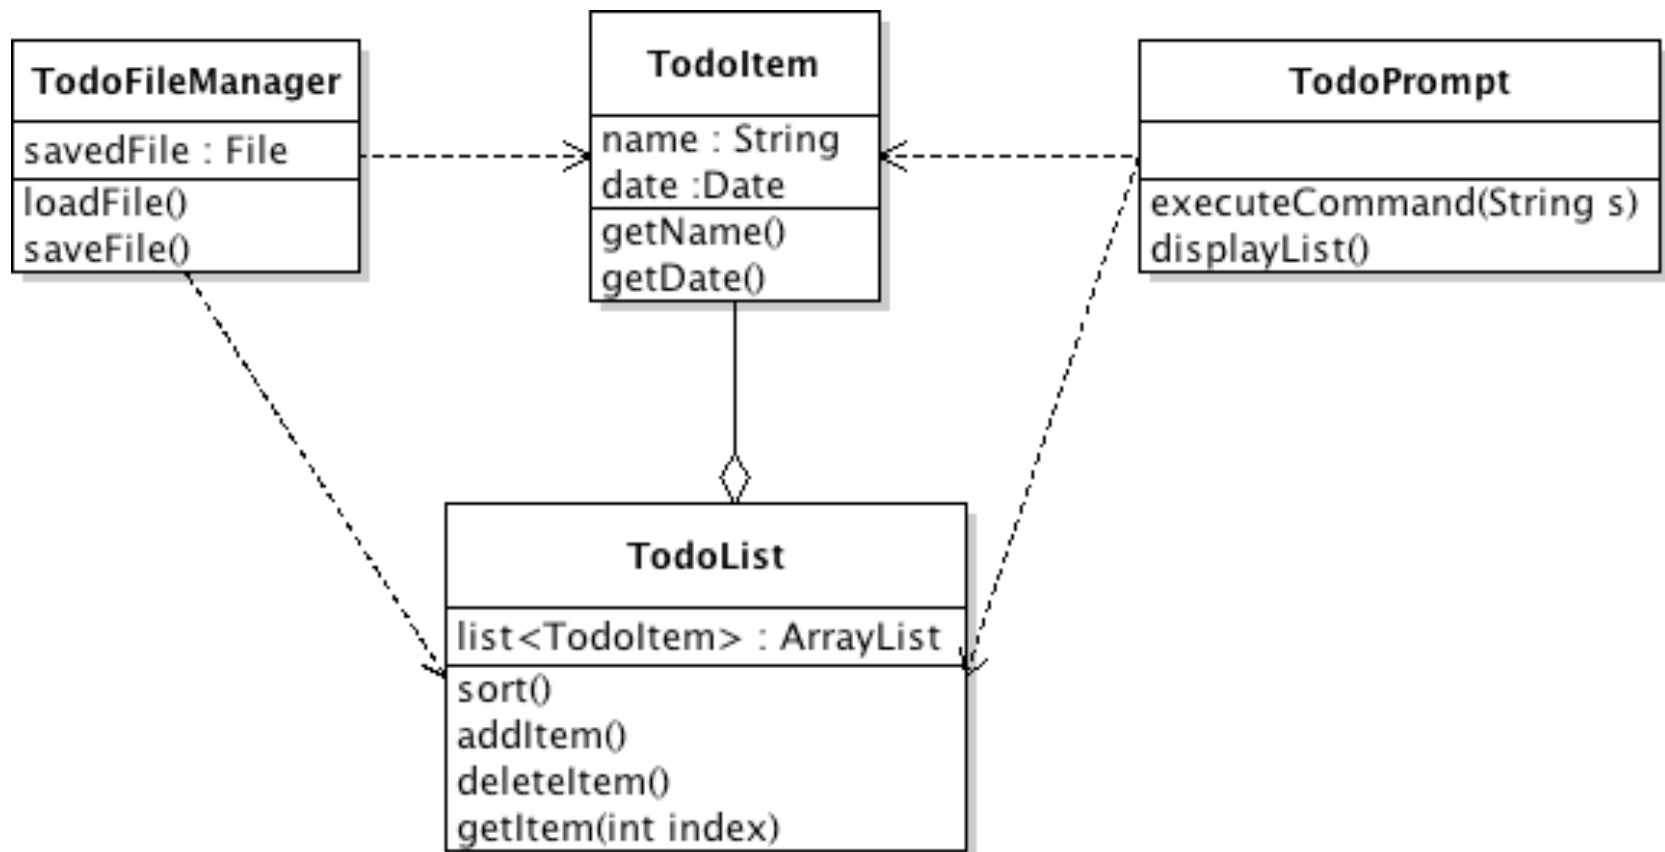 TodoFileManager
savedFile : File
loadFile()
saveFile()
TodoItem
name : String
date :Date
getName()
getDate()
TodoPrompt
executeCommand(String s)
displayList()
TodoList
list<TodoItem> : ArrayList
sort()
addItem()
deleteItem()
getItem(int index)